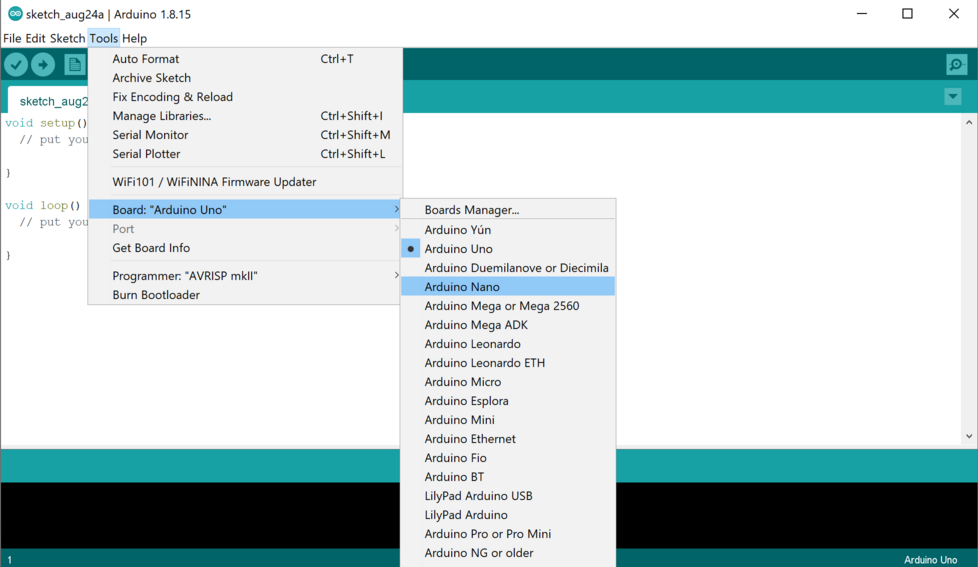 sketch_aug24a | Arduino 1.8.15
File Edit Sketch Tools Help
sketch_aug2
void setup()
// put you
}
void loop()
// put you
}
Auto Format Ctrl+T
Archive Sketch
Fix Encoding & Reload
Manage Libraries... Ctrl+Shift+I
Serial Monitor Ctrl+Shift+M
Serial Plotter Ctrl+Shift+L
WiFi101 / WiFiNINA Firmware Updater
Board: "Arduino Uno"
Port
Get Board Info
Programmer: "AVRISP mkII"
Burn Bootloader
Boards Manager...
Arduino Yún
Arduino Uno
Arduino Duemilanove or Diecimila
Arduino Nano
Arduino Mega or Mega 2560
Arduino Mega ADK
Arduino Leonardo
Arduino Leonardo ETH
Arduino Micro
Arduino Esplora
Arduino Mini
Arduino Ethernet
Arduino Fio
Arduino BT
LilyPad Arduino USB
LilyPad Arduino
Arduino Pro or Pro Mini
Arduino NG or older
1
Arduino Uno